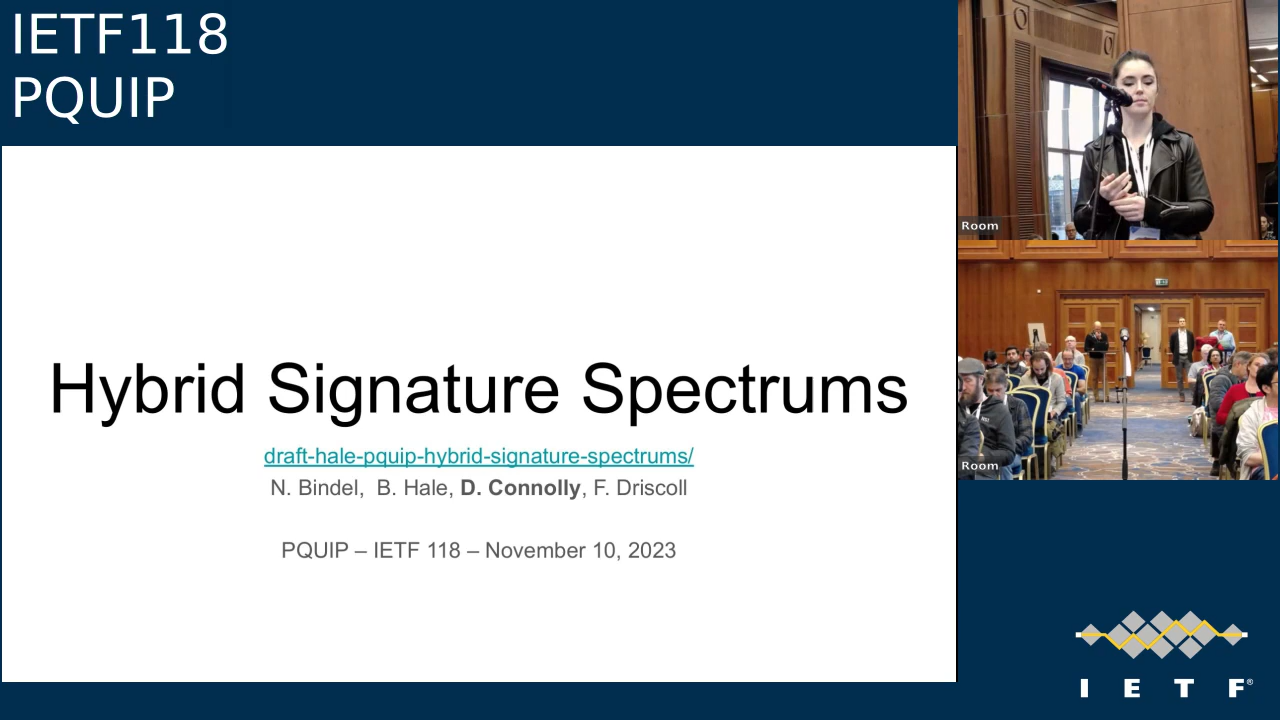 IETF118
PQUIP
Room
Hybrid Signature Spectrums
draft-hale-pquip-hybrid-signature-spectrums/
N. Bindel, B. Hale, D. Connolly, F. Driscoll
PQUIP – IETF 118 – November 10, 2023
Room
I E T F®